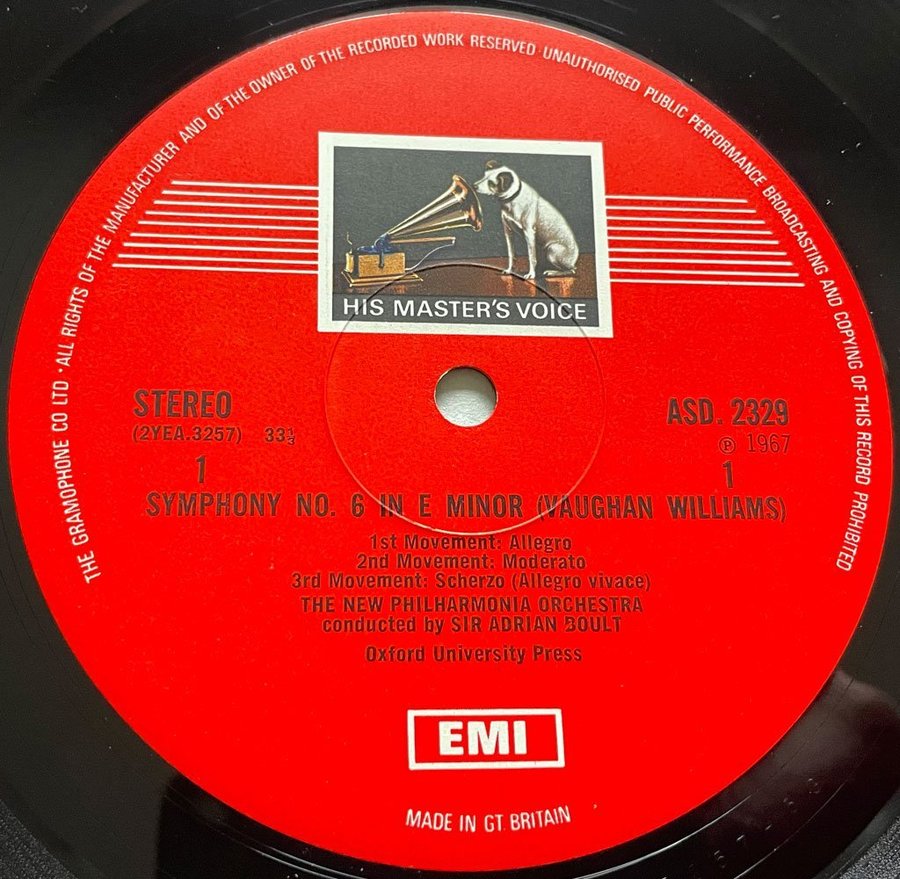 THE GRAMOPHONE CO LTD · ALL RIGHTS OF THE MANUFACTURER AND OF THE OWNER OF THE RECORDED WORK RESERVED · UNAUTHORISED PUBLIC PERFORMANCE BROADCASTING AND COPYING OF THIS RECORD PROHIBITED
HIS MASTER'S VOICE
STEREO
(2YEA.3257) 33⅓
ASD. 2329
℗ 1967
1
1
SYMPHONY NO. 6 IN E MINOR (VAUGHAN WILLIAMS)
1st Movement: Allegro
2nd Movement: Moderato
3rd Movement: Scherzo (Allegro vivace)
THE NEW PHILHARMONIA ORCHESTRA
conducted by SIR ADRIAN BOULT
Oxford University Press
EMI
MADE IN GT. BRITAIN